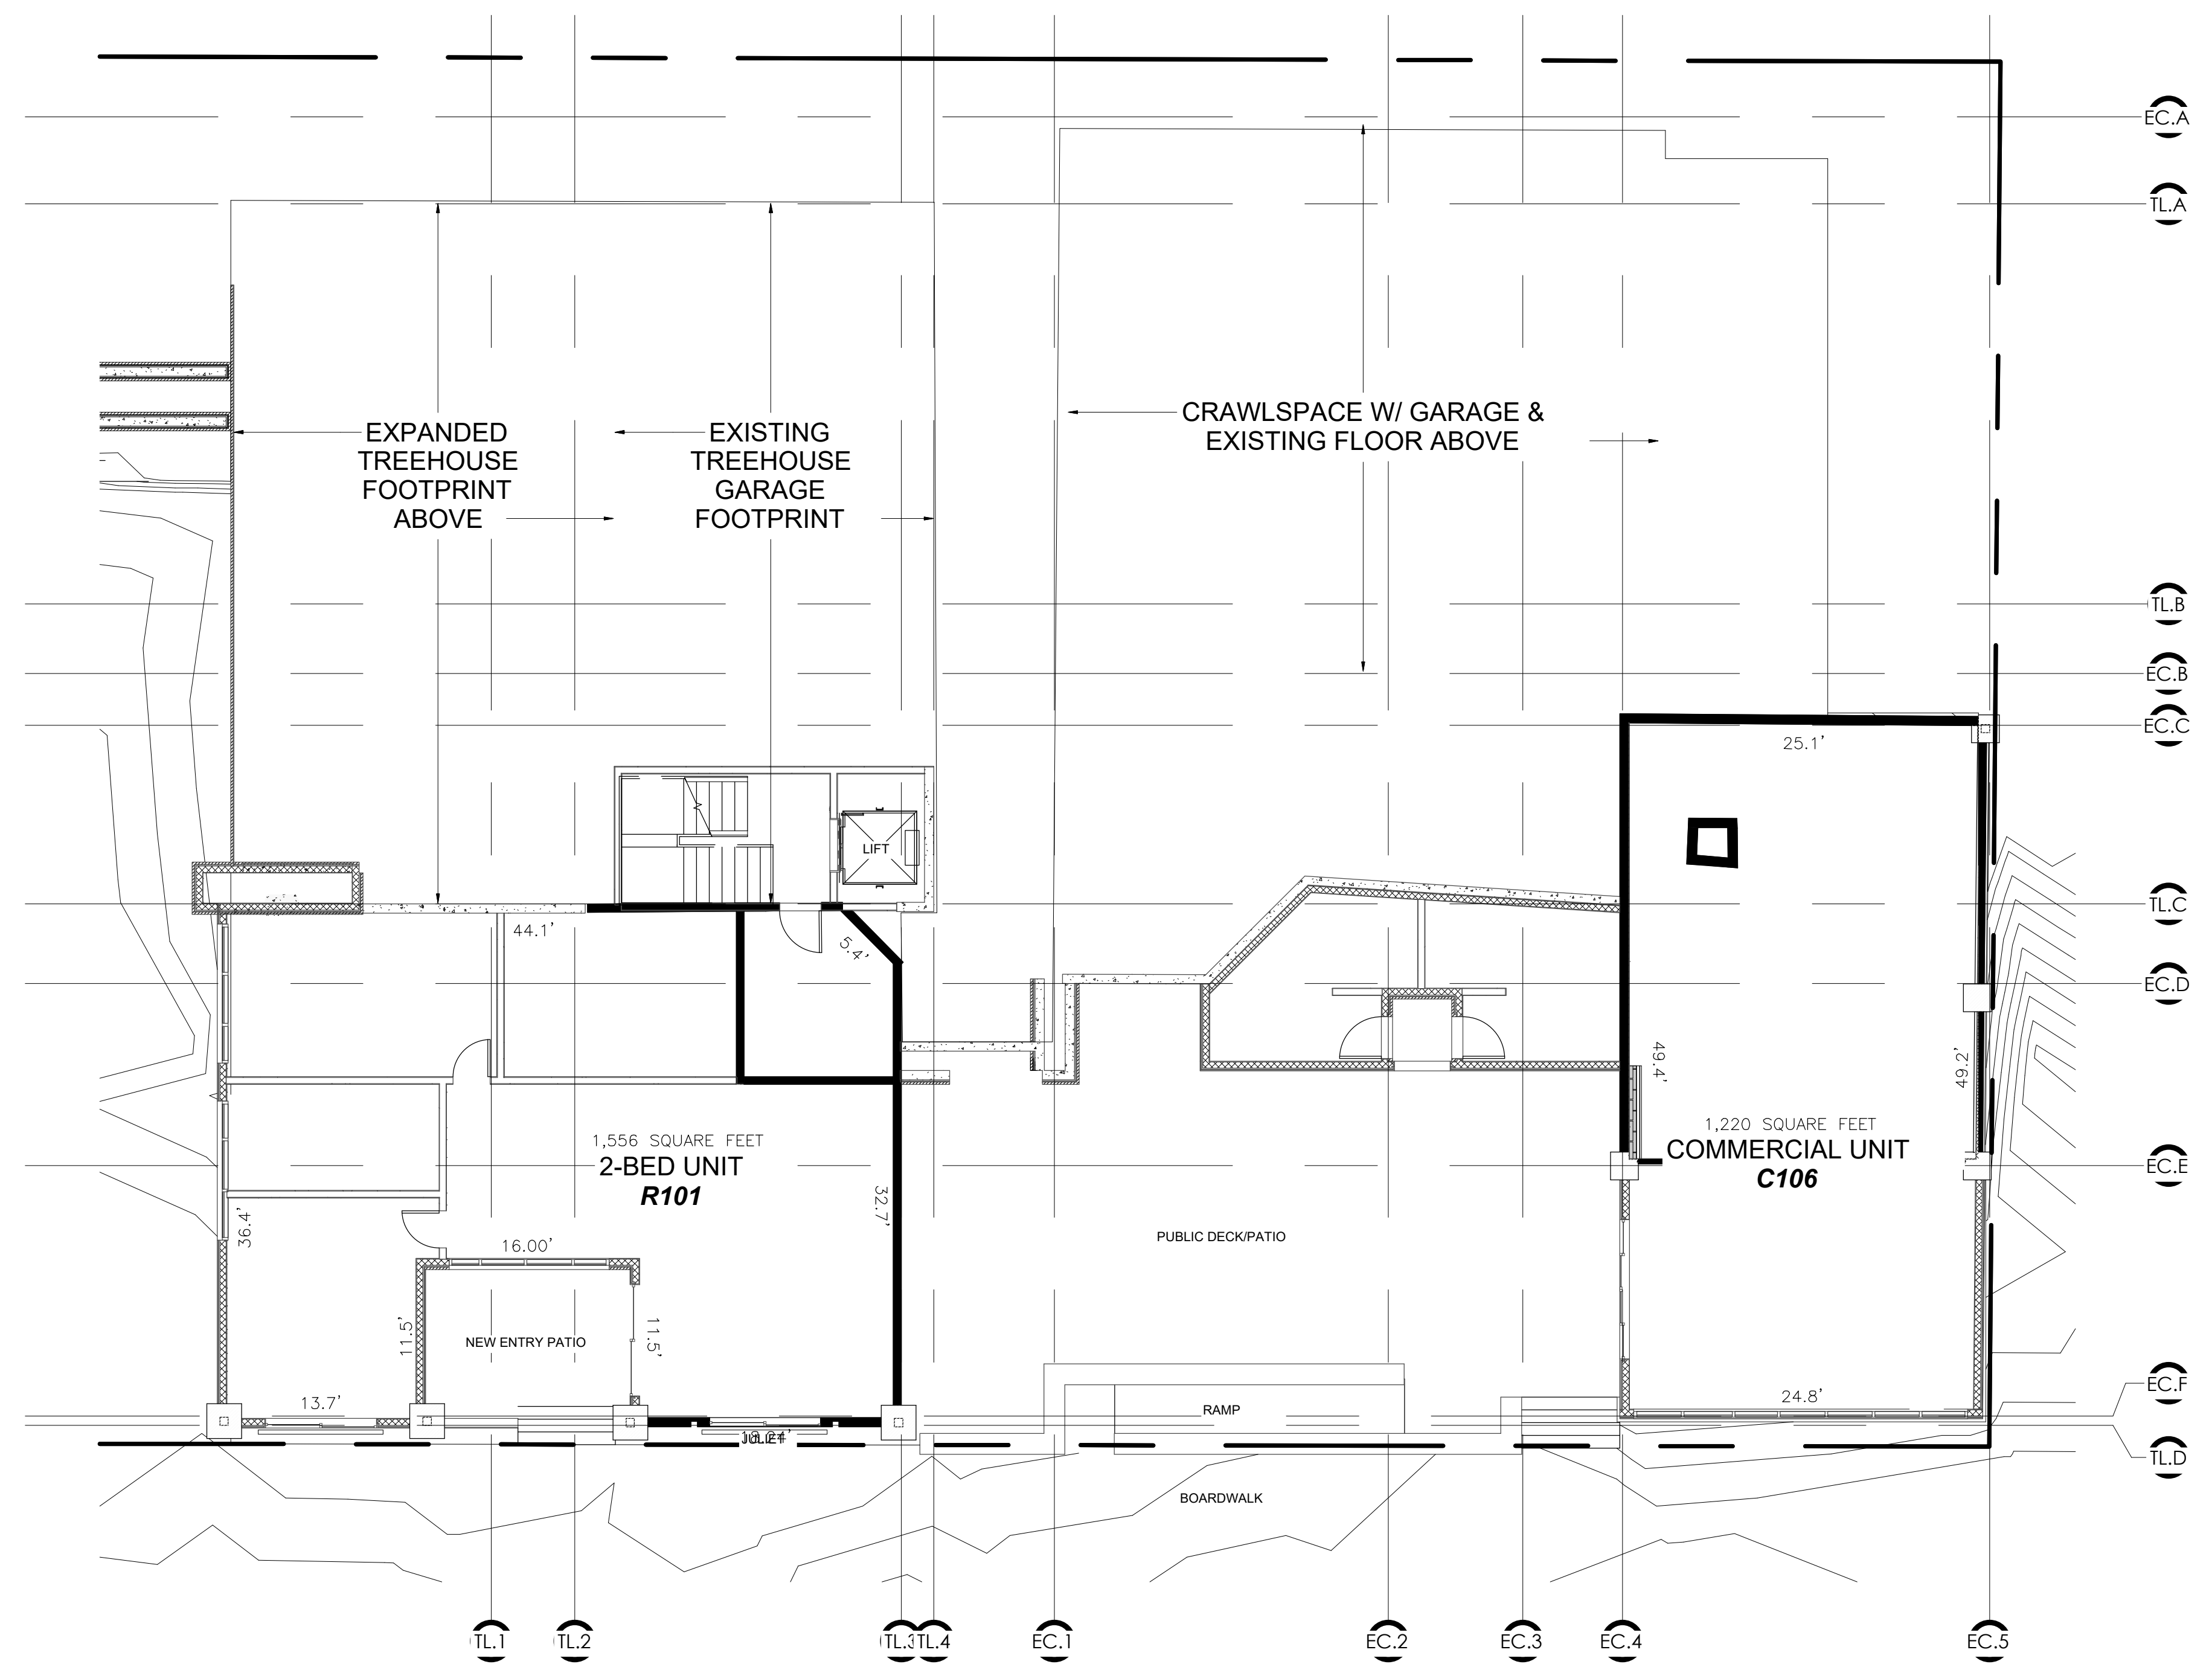 EC.A
TL.A
CRAWLSPACE W/ GARAGE &
EXISTING FLOOR ABOVE
EXPANDED
TREEHOUSE
FOOTPRINT
ABOVE
EXISTING
TREEHOUSE
GARAGE
FOOTPRINT
TL.B
EC.B
EC.C
25.1'
LIFT
TL.C
44.1'
5.4'
EC.D
49.4'
49.2'
1,556 SQUARE FEET
2-BED UNIT
R101
1,220 SQUARE FEET
COMMERCIAL UNIT
C106
EC.E
36.4'
32.7'
16.00'
PUBLIC DECK/PATIO
11.5'
NEW ENTRY PATIO
11.5'
13.7'
24.8'
EC.F
RAMP
JULIET
TL.D
BOARDWALK
TL.1
TL.2
TL.3
TL.4
EC.1
EC.2
EC.3
EC.4
EC.5